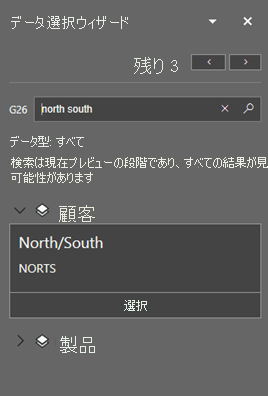 データ選択ウィザード
残り 3
G26 north south
データ型: すべて
検索は現在プレビューの段階であり、すべての結果が見
可能性があります
顧客
North/South
NORTS
選択
製品